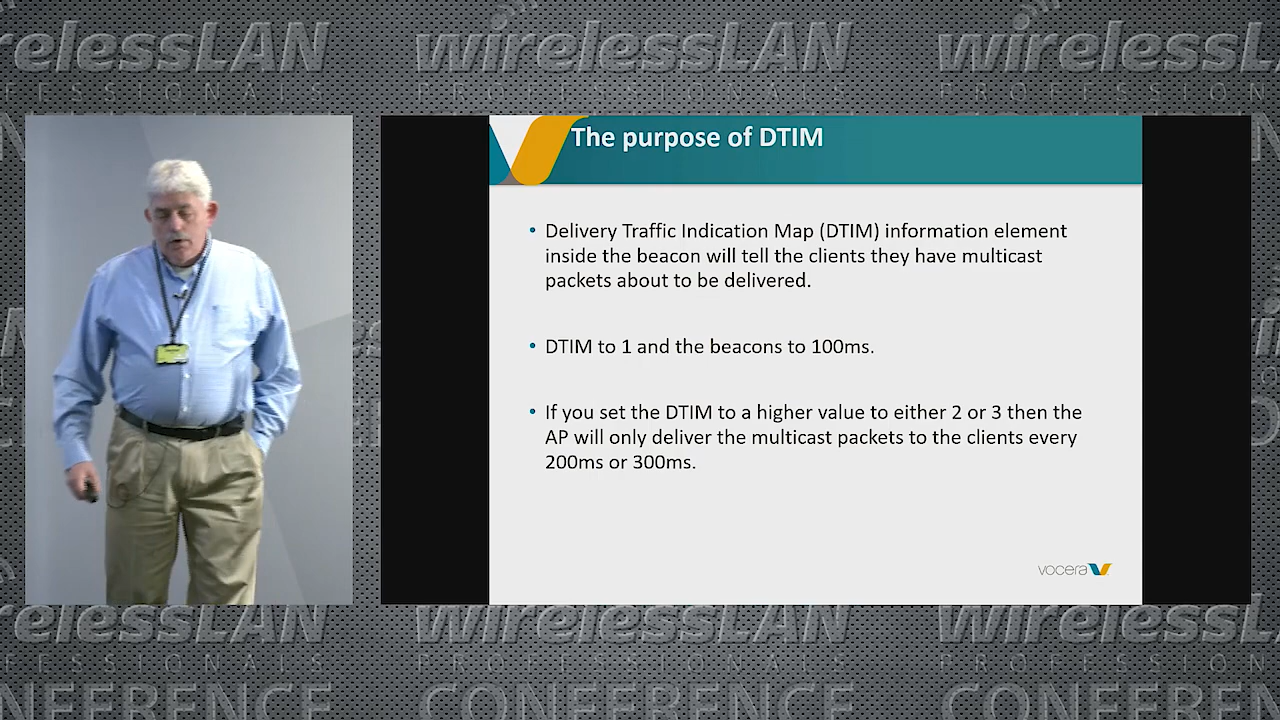 wirelessLAN
PROFESSIONALS
The purpose of DTIM
• Delivery Traffic Indication Map (DTIM) information element
inside the beacon will tell the clients they have multicast
packets about to be delivered.
• DTIM to 1 and the beacons to 100ms.
• If you set the DTIM to a higher value to either 2 or 3 then the
AP will only deliver the multicast packets to the clients every
200ms or 300ms.
vocera
wirelessLAN
PROFESSIONALS
CONFERENCE